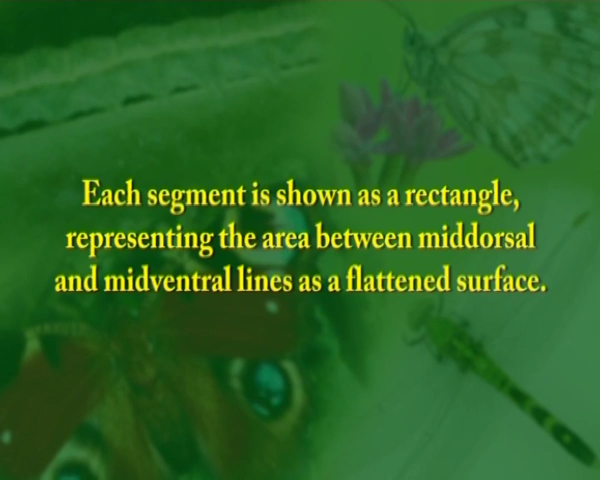 Each segment is shown as a rectangle,
representing the area between middorsal
and midventral lines as a flattened surface.